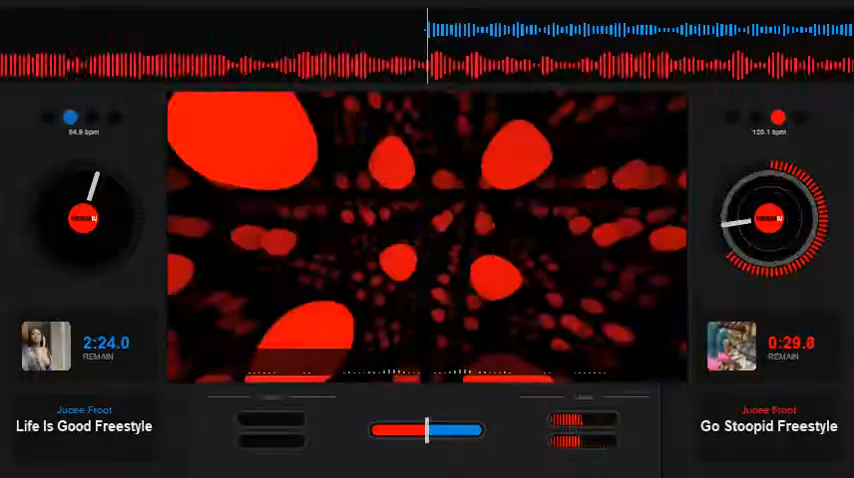 94.8 bpm
120.1 bpm
2:24.0
REMAIN
0:29.8
REMAIN
Jucee Froot
Life Is Good Freestyle
Jucee Froot
Go Stoopid Freestyle